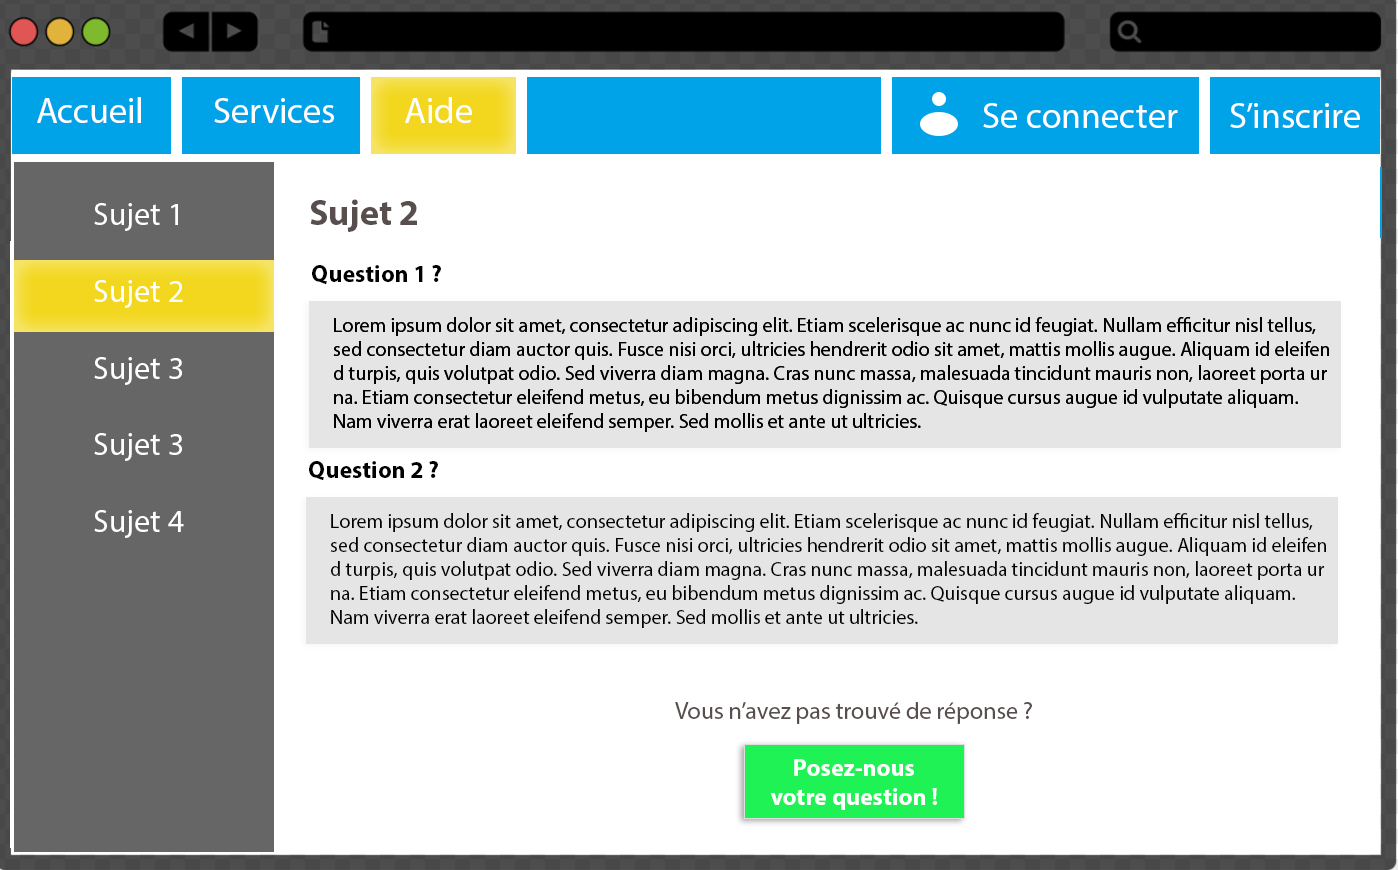 Accueil
Services
Aide
Se connecter
S'inscrire
Sujet 1
Sujet 2
Sujet 3
Sujet 3
Sujet 4
Sujet 2
Question 1 ?
Lorem ipsum dolor sit amet, consectetur adipiscing elit. Etiam scelerisque ac nunc id feugiat. Nullam efficitur nisl tellus,
sed consectetur diam auctor quis. Fusce nisi orci, ultricies hendrerit odio sit amet, mattis mollis augue. Aliquam id eleifen
d turpis, quis volutpat odio. Sed viverra diam magna. Cras nunc massa, malesuada tincidunt mauris non, laoreet porta ur
na. Etiam consectetur eleifend metus, eu bibendum metus dignissim ac. Quisque cursus augue id vulputate aliquam.
Nam viverra erat laoreet eleifend semper. Sed mollis et ante ut ultricies.
Question 2 ?
Lorem ipsum dolor sit amet, consectetur adipiscing elit. Etiam scelerisque ac nunc id feugiat. Nullam efficitur nisl tellus,
sed consectetur diam auctor quis. Fusce nisi orci, ultricies hendrerit odio sit amet, mattis mollis augue. Aliquam id eleifen
d turpis, quis volutpat odio. Sed viverra diam magna. Cras nunc massa, malesuada tincidunt mauris non, laoreet porta ur
na. Etiam consectetur eleifend metus, eu bibendum metus dignissim ac. Quisque cursus augue id vulputate aliquam.
Nam viverra erat laoreet eleifend semper. Sed mollis et ante ut ultricies.
Vous n'avez pas trouvé de réponse ?
Posez-nous
votre question !